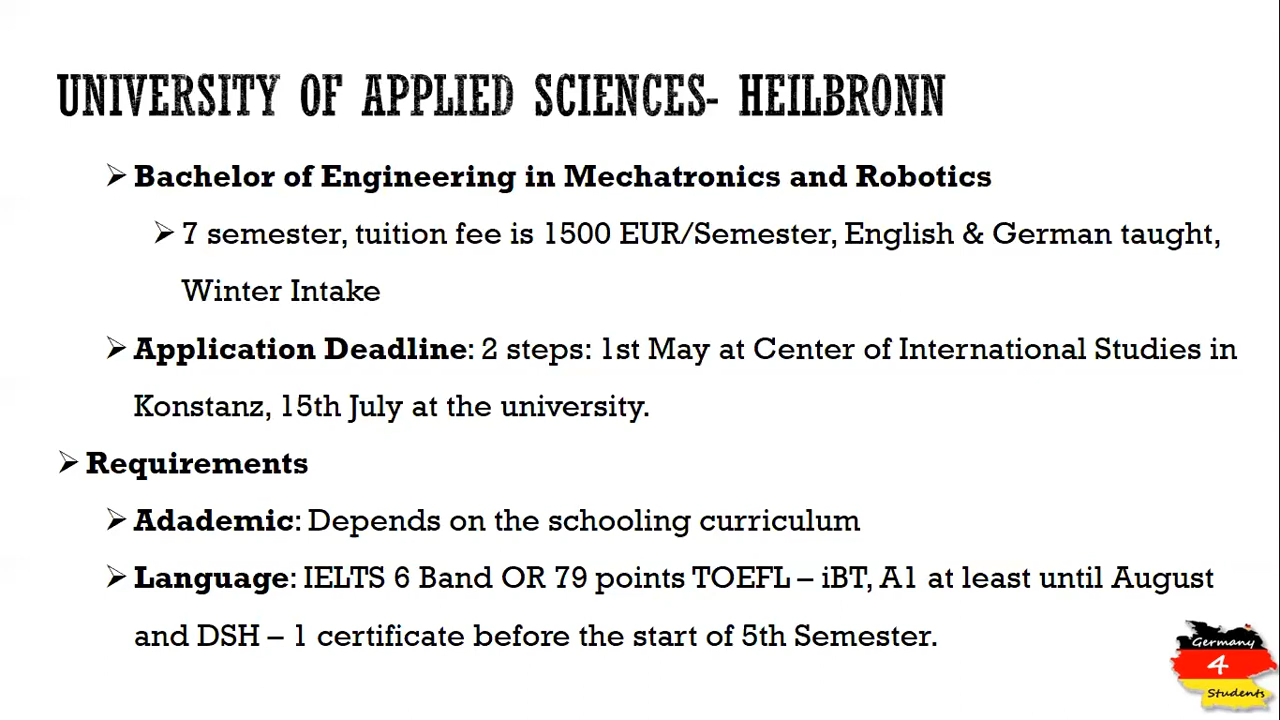 UNIVERSITY OF APPLIED SCIENCES- HEILBRONN
➢ Bachelor of Engineering in Mechatronics and Robotics
➢ 7 semester, tuition fee is 1500 EUR/Semester, English & German taught,
Winter Intake
➢ Application Deadline: 2 steps: 1st May at Center of International Studies in
Konstanz, 15th July at the university.
➢ Requirements
➢ Adademic: Depends on the schooling curriculum
➢ Language: IELTS 6 Band OR 79 points TOEFL – iBT, A1 at least until August
and DSH – 1 certificate before the start of 5th Semester.
Germany
4
Students